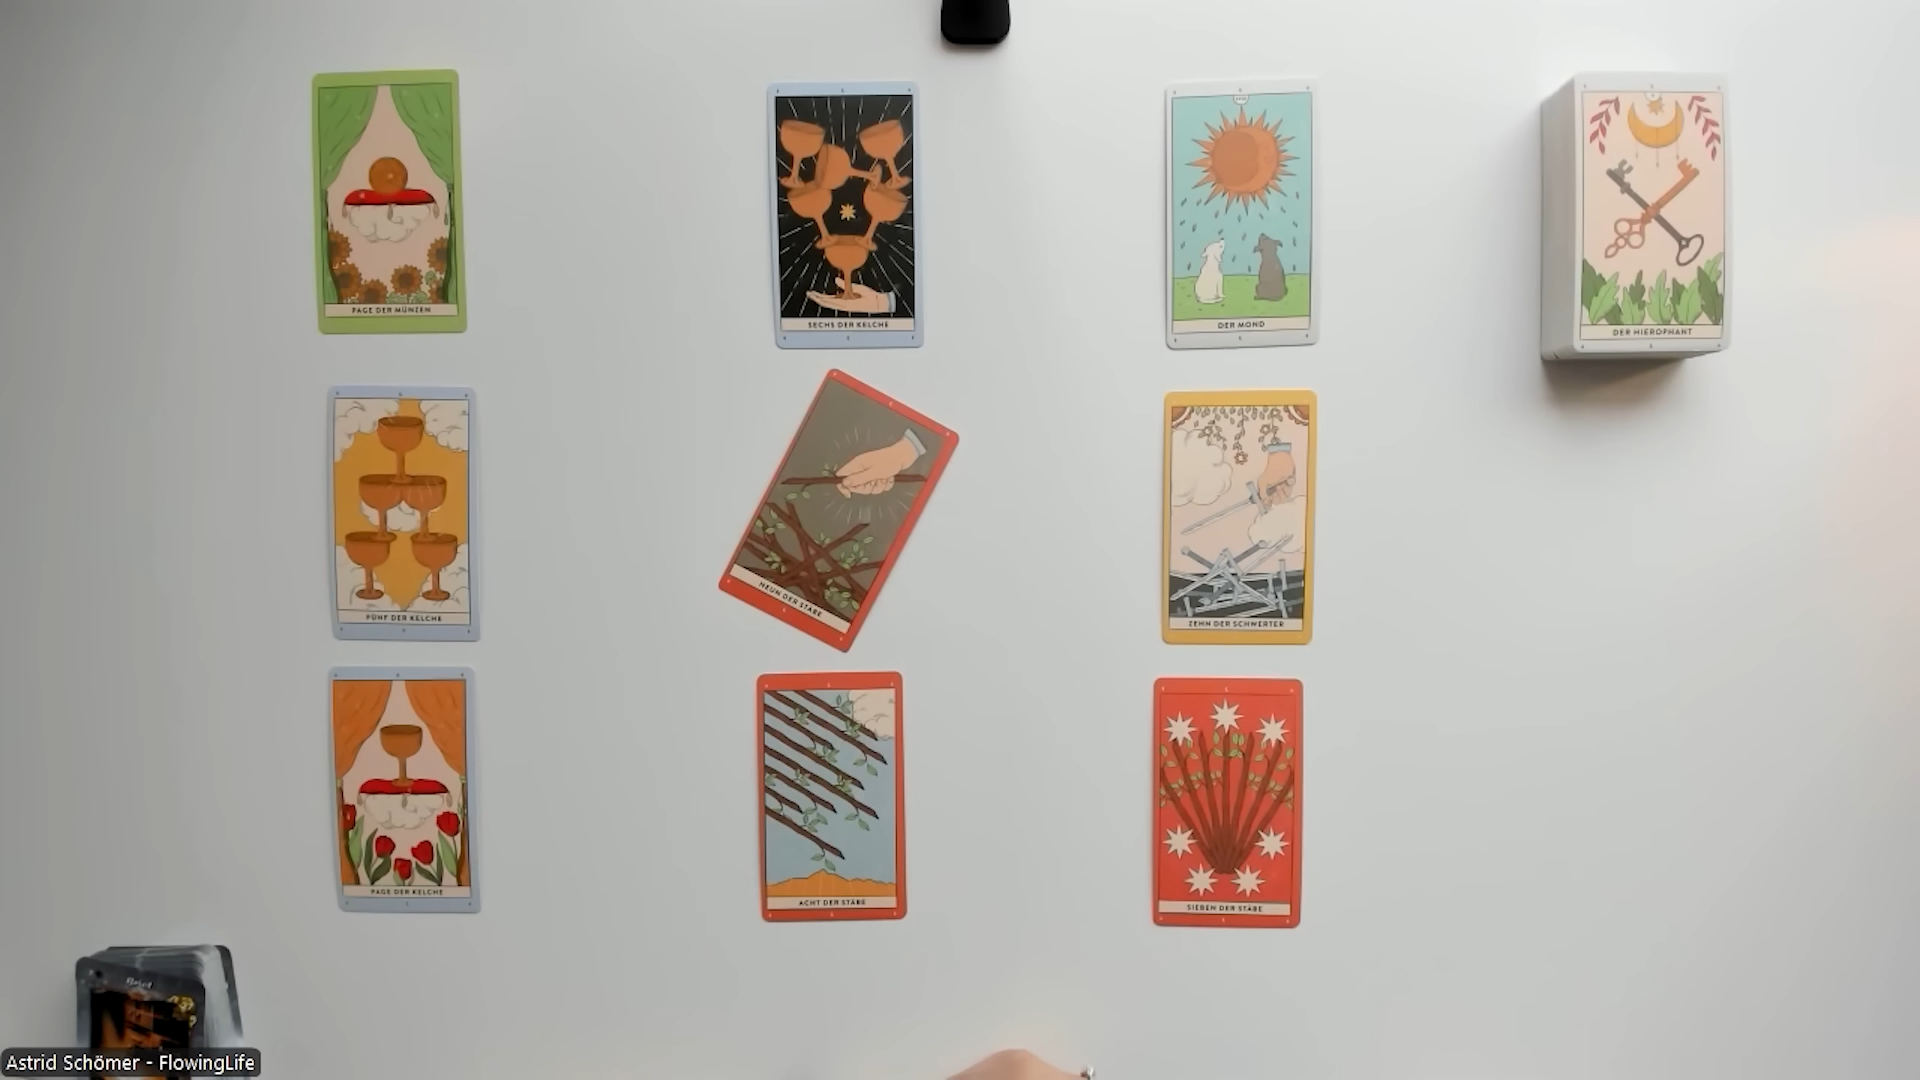 PAGE DER MÜNZEN
SECHS DER KELCHE
XVIII
DER MOND
DER HIEROPHANT
FÜNF DER KELCHE
NEUN DER STÄBE
ZEHN DER SCHWERTER
PAGE DER KELCHE
ACHT DER STÄBE
SIEBEN DER STÄBE
Astrid Schömer - FlowingLife